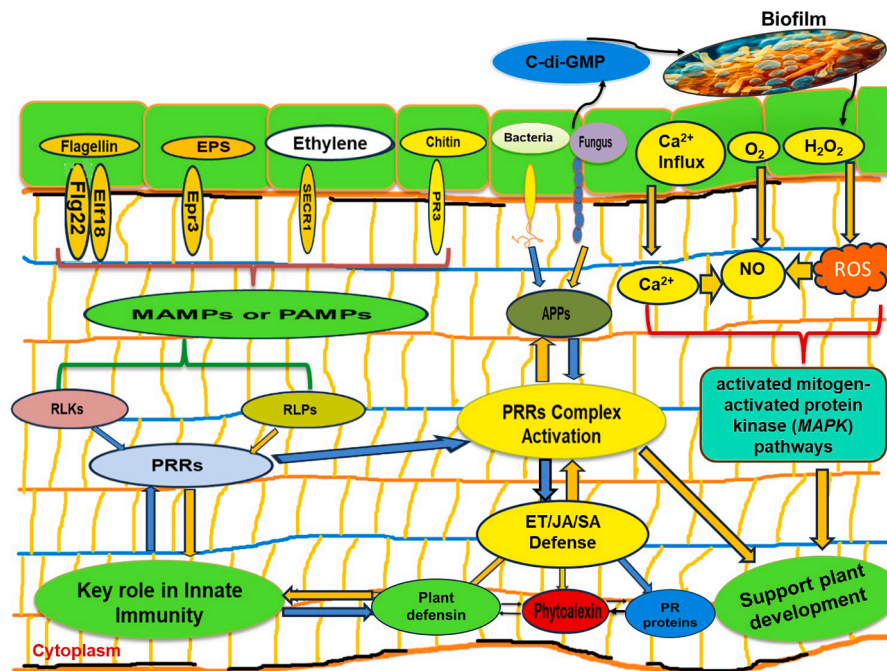 Biofilm
C-di-GMP
Flagellin
EPS
Ethylene
Chitin
Bacteria
Fungus
Ca²⁺
Influx
O₂
H₂O₂
Flg22
Elf18
Epr3
SECR1
PR3
MAMPs or PAMPs
APPs
Ca²⁺
NO
ROS
RLKs
RLPs
PRRs Complex
Activation
activated mitogen-
activated protein
kinase (MAPK)
pathways
PRRs
ET/JA/SA
Defense
Key role in Innate
Immunity
Plant
defensin
Phytoalexin
PR
proteins
Support plant
development
Cytoplasm